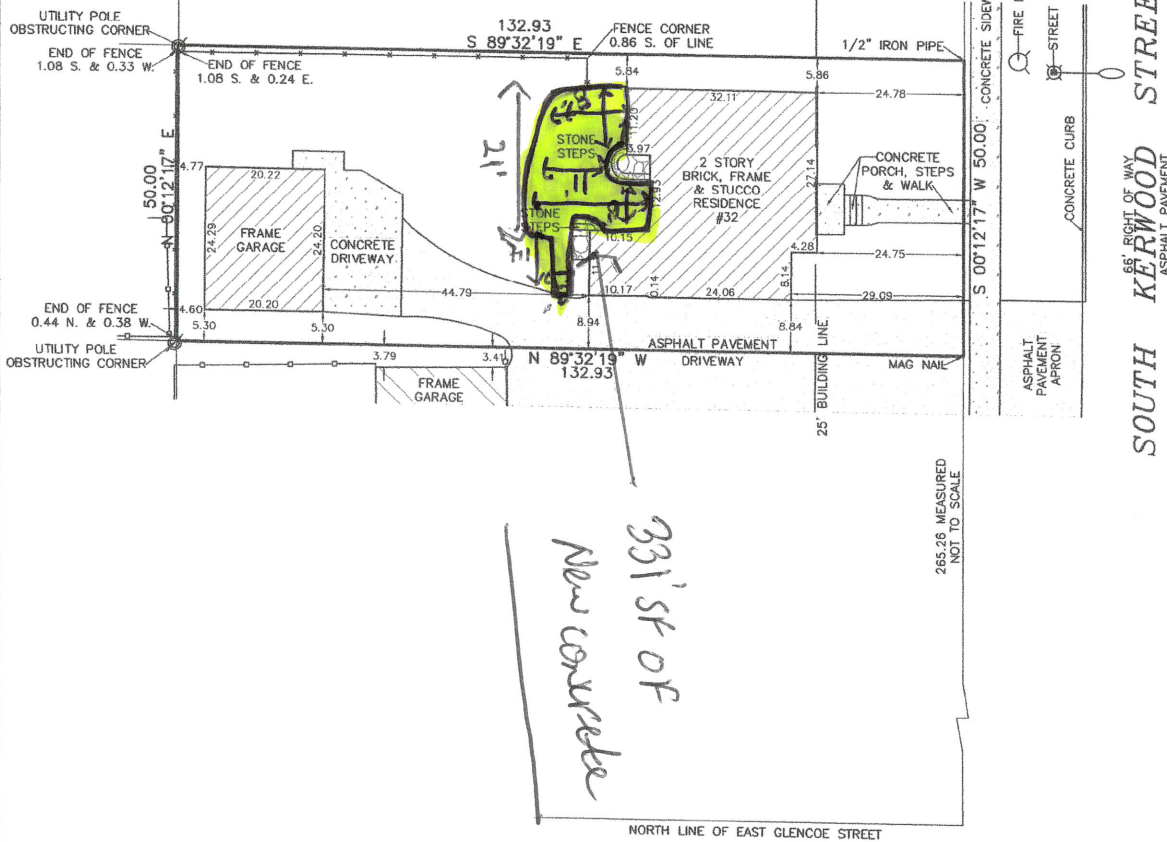 UTILITY POLE
OBSTRUCTING CORNER
END OF FENCE
1.08 S. & 0.33 W.
END OF FENCE
1.08 S. & 0.24 E.
132.93
S 89°32'19" E
FENCE CORNER
0.86 S. OF LINE
1/2" IRON PIPE
5.84
5.86
32.11
24.78
50.00
N 00°12'17" E
4.77
20.22
24.29
FRAME
GARAGE
24.20
CONCRETE
DRIVEWAY
20.20
4.60
5.30
5.30
44.79
21'
STONE
STEPS
11.20
3.97
11'
STONE
STEPS
12.93
10.15
2 STORY
BRICK, FRAME
& STUCCO
RESIDENCE
#32
27.14
CONCRETE
PORCH, STEPS
& WALK
4.28
24.75
8.14
10.17
0.14
24.06
29.09
8.94
8.84
END OF FENCE
0.44 N. & 0.38 W.
UTILITY POLE
OBSTRUCTING CORNER
3.79
3.41
FRAME
GARAGE
N 89°32'19" W
132.93
ASPHALT PAVEMENT
DRIVEWAY
MAG NAIL
25' BUILDING LINE
S 00°12'17" W 50.00
CONCRETE SIDEW
FIRE
STREET
CONCRETE CURB
66' RIGHT OF WAY
ASPHALT PAVEMENT
SOUTH KERWOOD STREE
ASPHALT
PAVEMENT
APRON
265.26 MEASURED
NOT TO SCALE
331' SF OF
New concrete
NORTH LINE OF EAST GLENCOE STREET